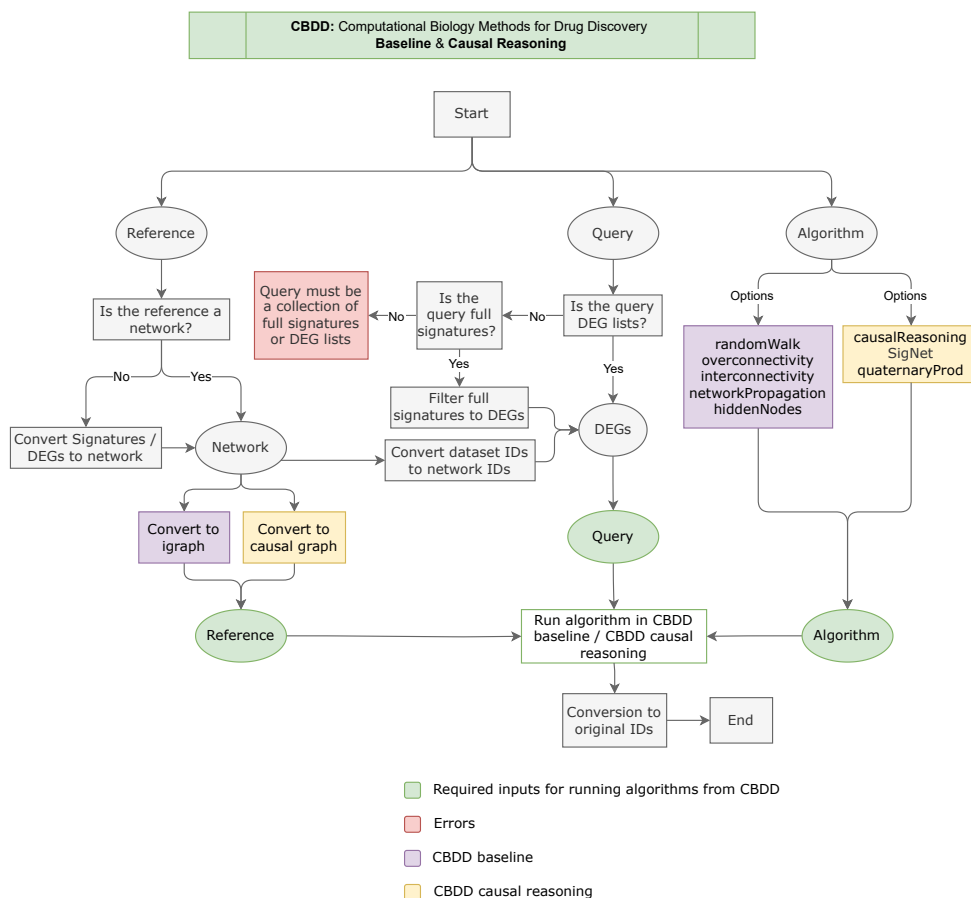 CBDD: Computational Biology Methods for Drug Discovery
Baseline & Causal Reasoning
Start
Reference
Query
Algorithm
Is the reference a
network?
Query must be
a collection of
full signatures
or DEG lists
No
Is the
query full
signatures?
No
Is the query
DEG lists?
Options
Options
randomWalk
overconnectivity
interconnectivity
networkPropagation
hiddenNodes
causalReasoning
SigNet
quaternaryProd
No
Yes
Yes
Yes
Filter full
signatures to DEGs
Convert Signatures /
DEGs to network
Network
Convert dataset IDs
to network IDs
DEGs
Convert to
igraph
Convert to
causal graph
Query
Reference
Run algorithm in CBDD
baseline / CBDD causal
reasoning
Algorithm
Conversion to
original IDs
End
Required inputs for running algorithms from CBDD
Errors
CBDD baseline
CBDD causal reasoning